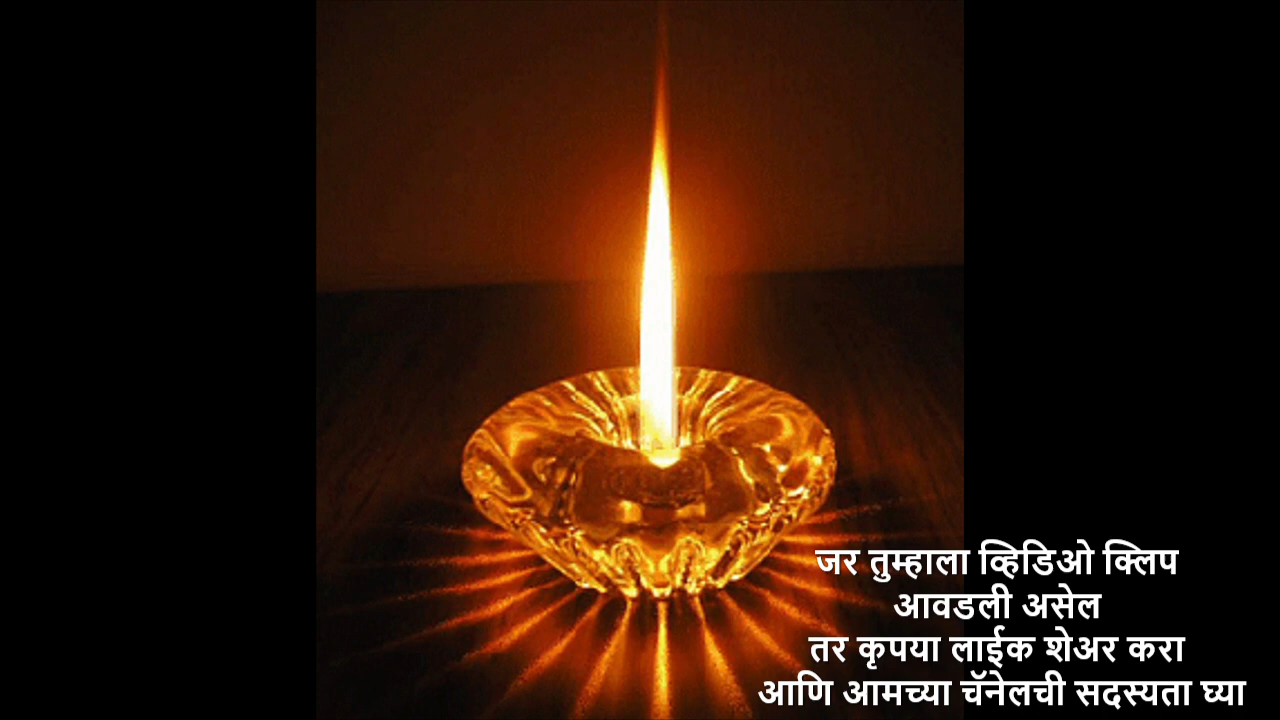 जर तुम्हाला व्हिडिओ क्लिप
आवडली असेल
तर कृपया लाईक शेअर करा
आणि आमच्या चॅनेलची सदस्यता घ्या